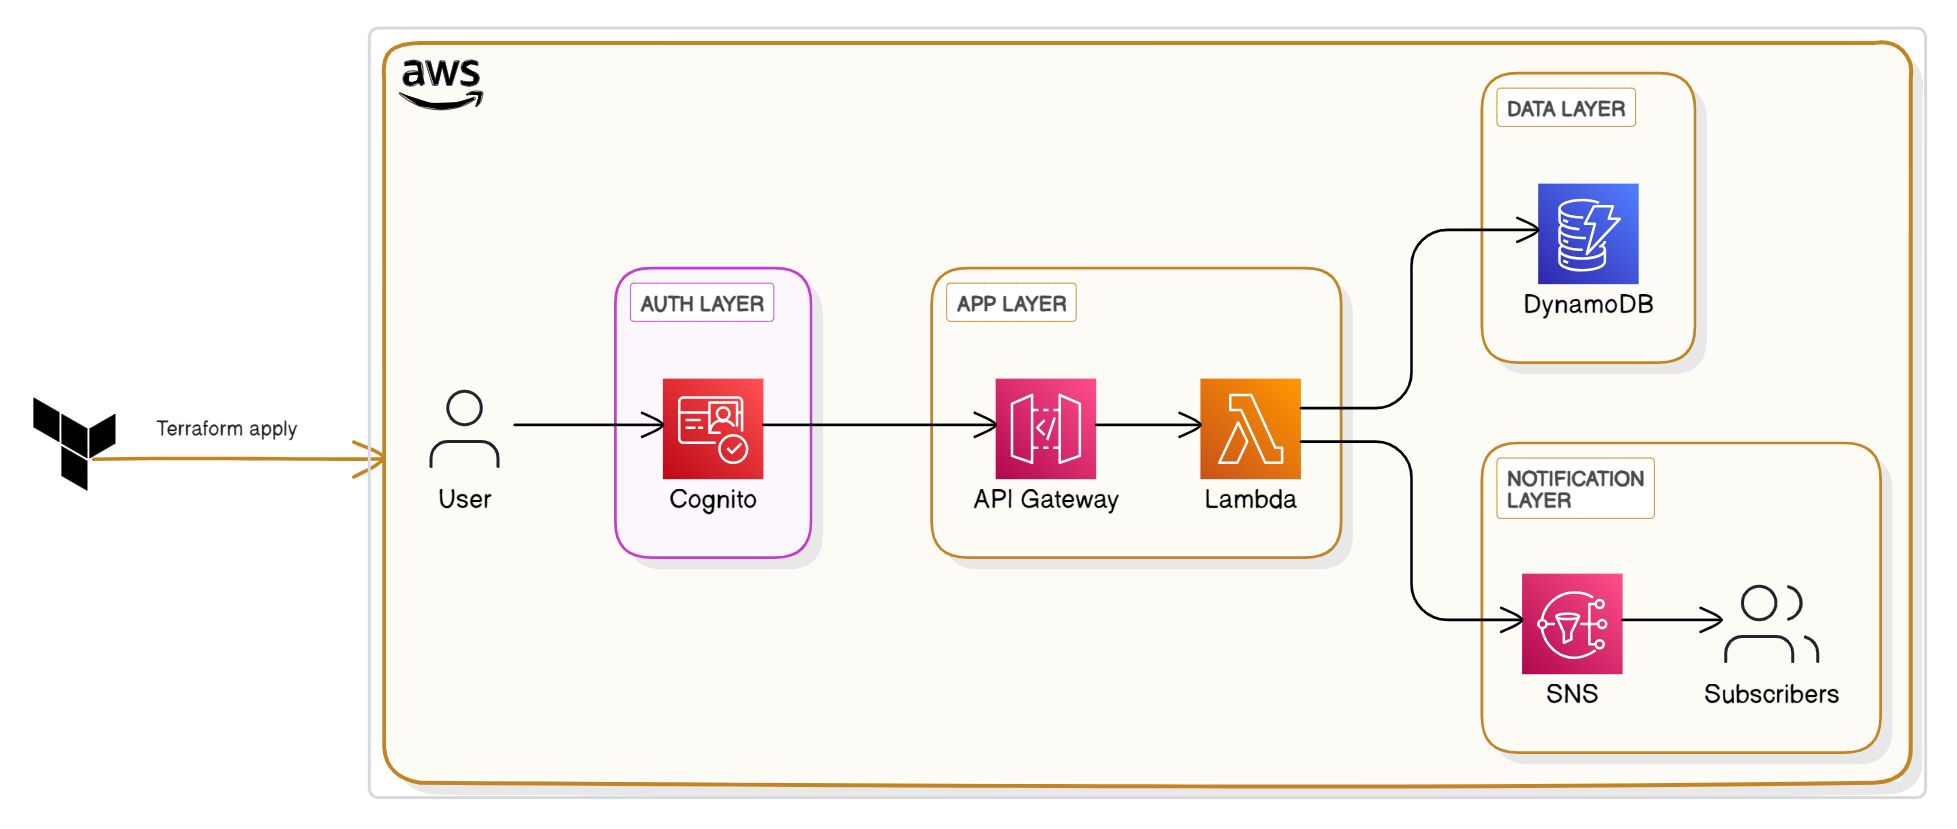 aws
DATA LAYER
DynamoDB
AUTH LAYER
APP LAYER
Terraform apply
User
Cognito
API Gateway
Lambda
NOTIFICATION
LAYER
SNS
Subscribers